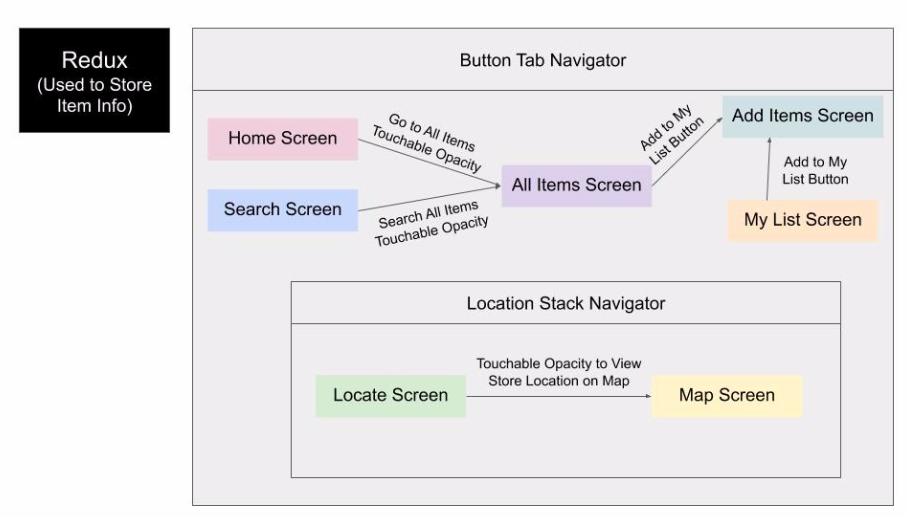 Redux
(Used to Store
Item Info)
Button Tab Navigator
Home Screen
Go to All Items
Touchable Opacity
Search Screen
Search All Items
Touchable Opacity
All Items Screen
Add to My
List Button
Add Items Screen
Add to My
List Button
My List Screen
Location Stack Navigator
Locate Screen
Touchable Opacity to View
Store Location on Map
Map Screen